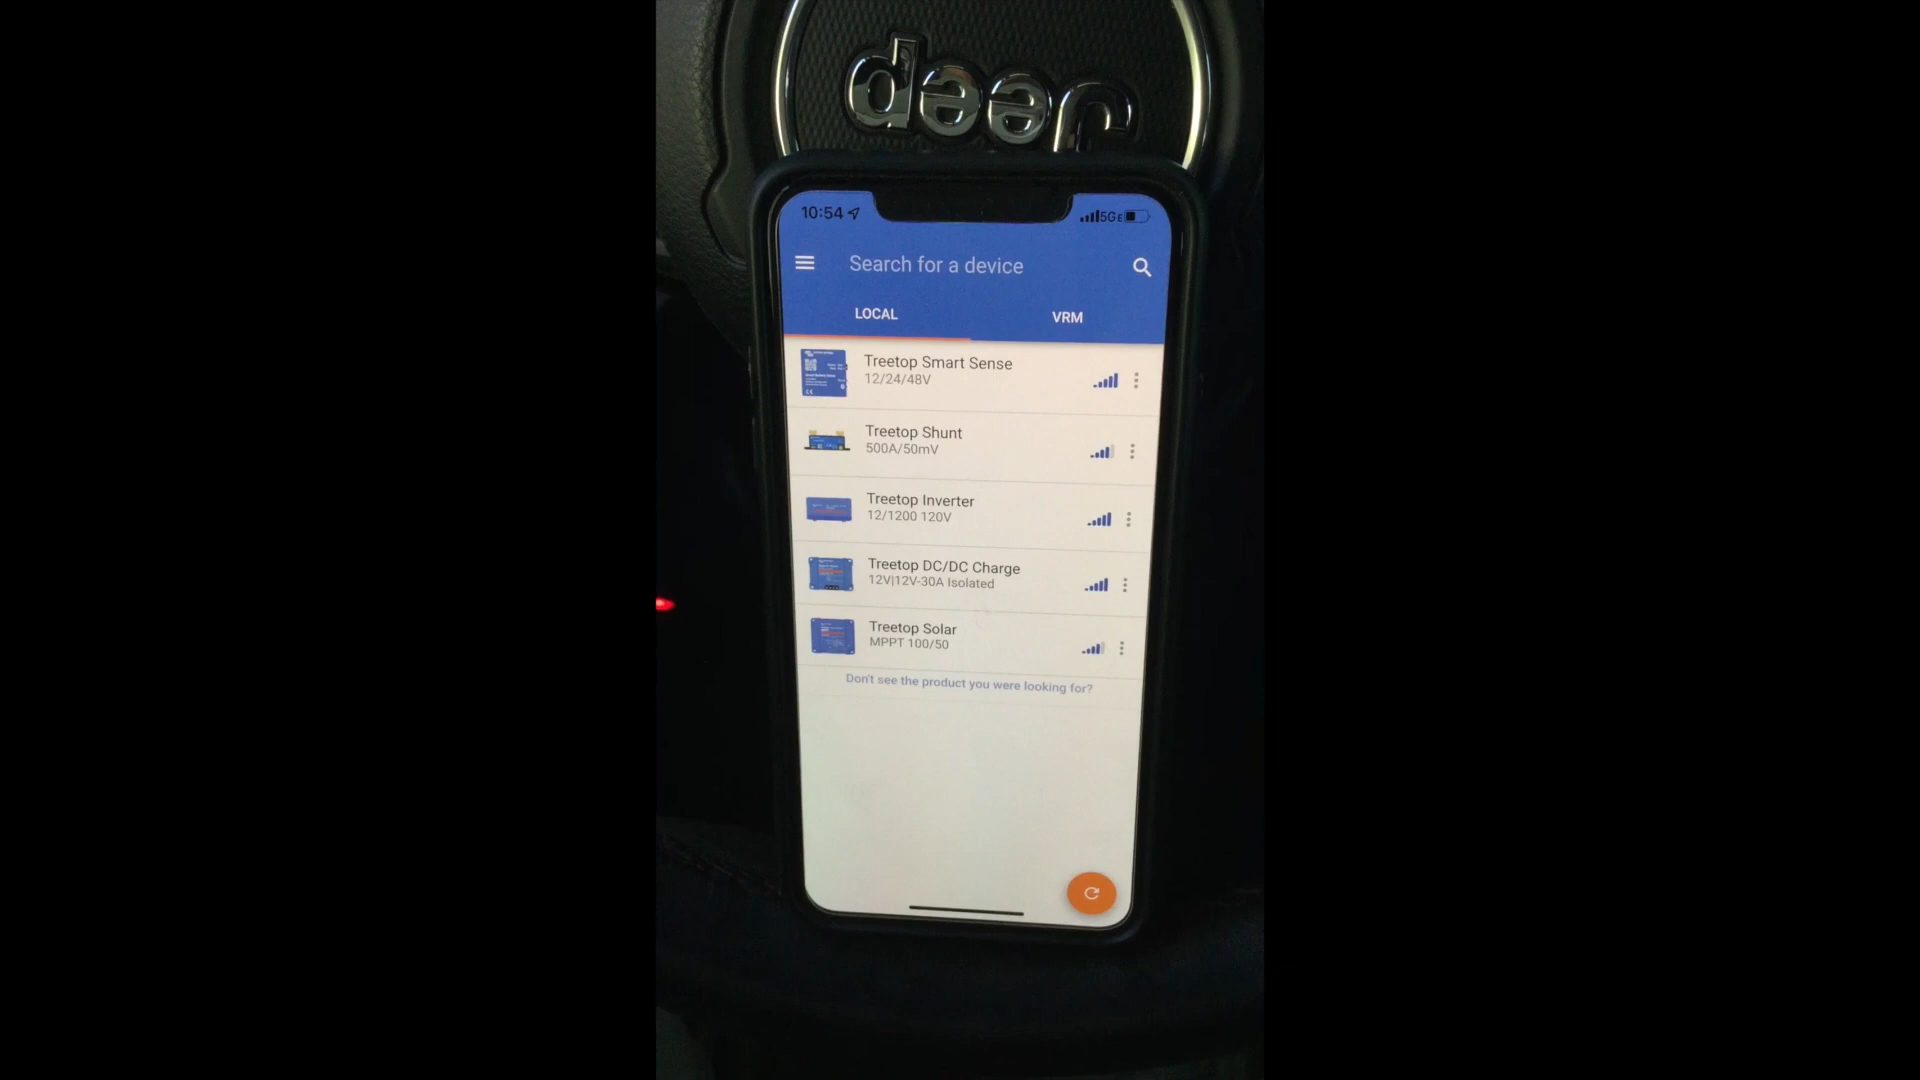 Jeep
10:54
5GE
Search for a device
LOCAL
VRM
Treetop Smart Sense
12/24/48V
Treetop Shunt
500A/50mV
Treetop Inverter
12/1200 120V
Treetop DC/DC Charge
12V|12V-30A Isolated
Treetop Solar
MPPT 100/50
Don't see the product you were looking for?